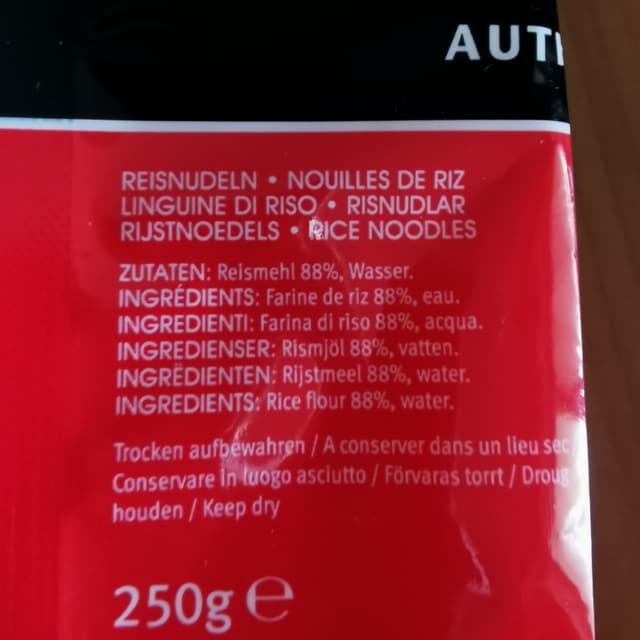 REISNUDELN • NOUILLES DE RIZ
LINGUINE DI RISO • RISNUDLAR
RIJSTNOEDELS • RICE NOODLES
ZUTATEN: Reismehl 88%, Wasser.
INGRÉDIENTS: Farine de riz 88%, eau.
INGREDIENTI: Farina di riso 88%, acqua.
INGREDIENSER: Rismjöl 88%, vatten.
INGREDIËNTEN: Rijstmeel 88%, water.
INGREDIENTS: Rice flour 88%, water.
Trocken aufbewahren / A conserver dans un lieu sec
Conservare in luogo asciutto / Förvaras torrt / Droog
houden / Keep dry
250g e